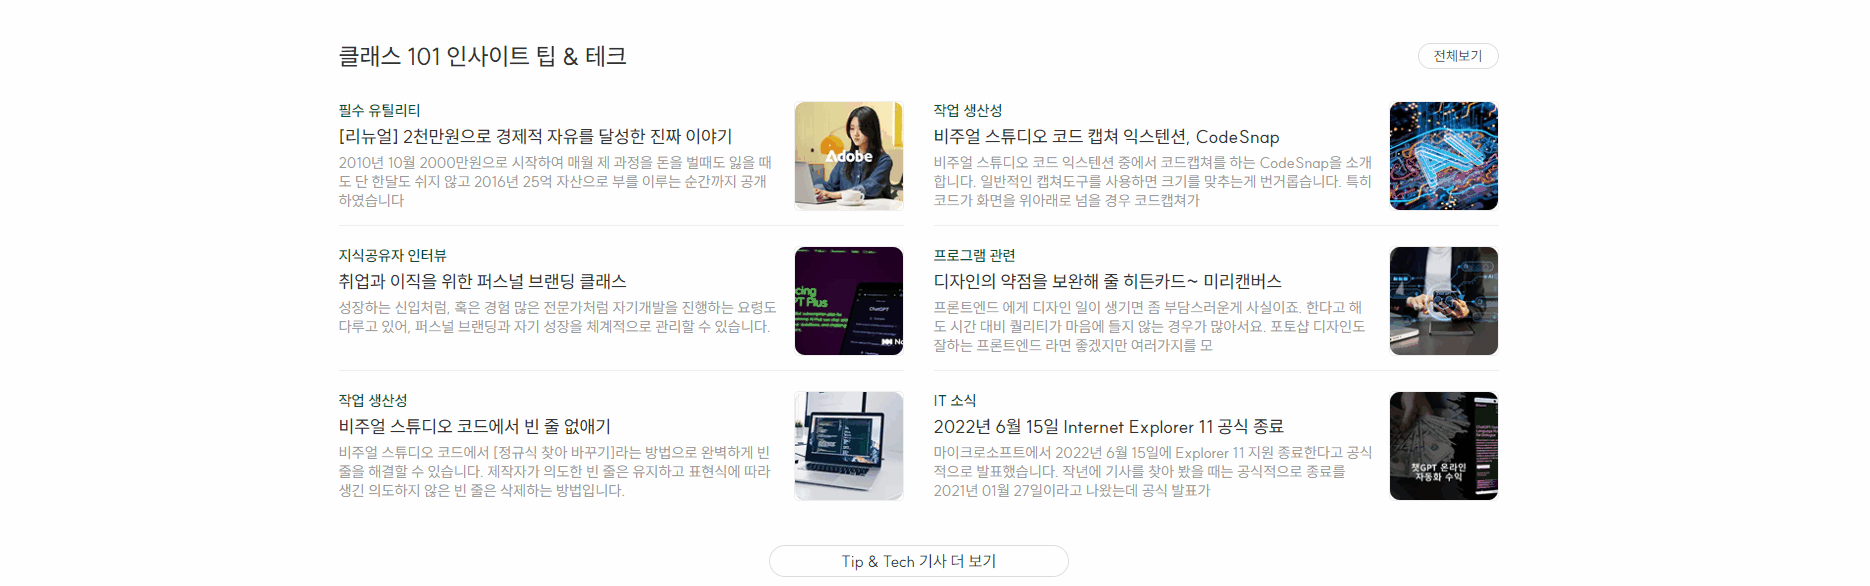 클래스 101 인사이트 팁 & 테크
전체보기
필수 유틸리티
[리뉴얼] 2천만원으로 경제적 자유를 달성한 진짜 이야기
2010년 10월 2000만원으로 시작하여 매월 제 과정을 돈을 벌때도 잃을 때
도 단 한달도 쉬지 않고 2016년 25억 자산으로 부를 이루는 순간까지 공개
하였습니다
Adobe
작업 생산성
비주얼 스튜디오 코드 캡쳐 익스텐션, CodeSnap
비주얼 스튜디오 코드 익스텐션 중에서 코드캡쳐를 하는 CodeSnap을 소개
합니다. 일반적인 캡쳐도구를 사용하면 크기를 맞추는게 번거롭습니다. 특히
코드가 화면을 위아래로 넘을 경우 코드캡쳐가
지식공유자 인터뷰
취업과 이직을 위한 퍼스널 브랜딩 클래스
성장하는 신입처럼, 혹은 경험 많은 전문가처럼 자기개발을 진행하는 요령도
다루고 있어, 퍼스널 브랜딩과 자기 성장을 체계적으로 관리할 수 있습니다.
cing
PT Plus
ChatGPT
프로그램 관련
디자인의 약점을 보완해 줄 히든카드~ 미리캔버스
프론트엔드 에게 디자인 일이 생기면 좀 부담스러운게 사실이죠. 한다고 해
도 시간 대비 퀄리티가 마음에 들지 않는 경우가 많아서요. 포토샵 디자인도
잘하는 프론트엔드 라면 좋겠지만 여러가지를 모
작업 생산성
비주얼 스튜디오 코드에서 빈 줄 없애기
비주얼 스튜디오 코드에서 [정규식 찾아 바꾸기]라는 방법으로 완벽하게 빈
줄을 해결할 수 있습니다. 제작자가 의도한 빈 줄은 유지하고 표현식에 따라
생긴 의도하지 않은 빈 줄은 삭제하는 방법입니다.
IT 소식
2022년 6월 15일 Internet Explorer 11 공식 종료
마이크로소프트에서 2022년 6월 15일에 Explorer 11 지원 종료한다고 공식
적으로 발표했습니다. 작년에 기사를 찾아 봤을 때는 공식적으로 종료를
2021년 01월 27일이라고 나왔는데 공식 발표가
챗GPT 온라인
자동화 수익
Tip & Tech 기사 더 보기